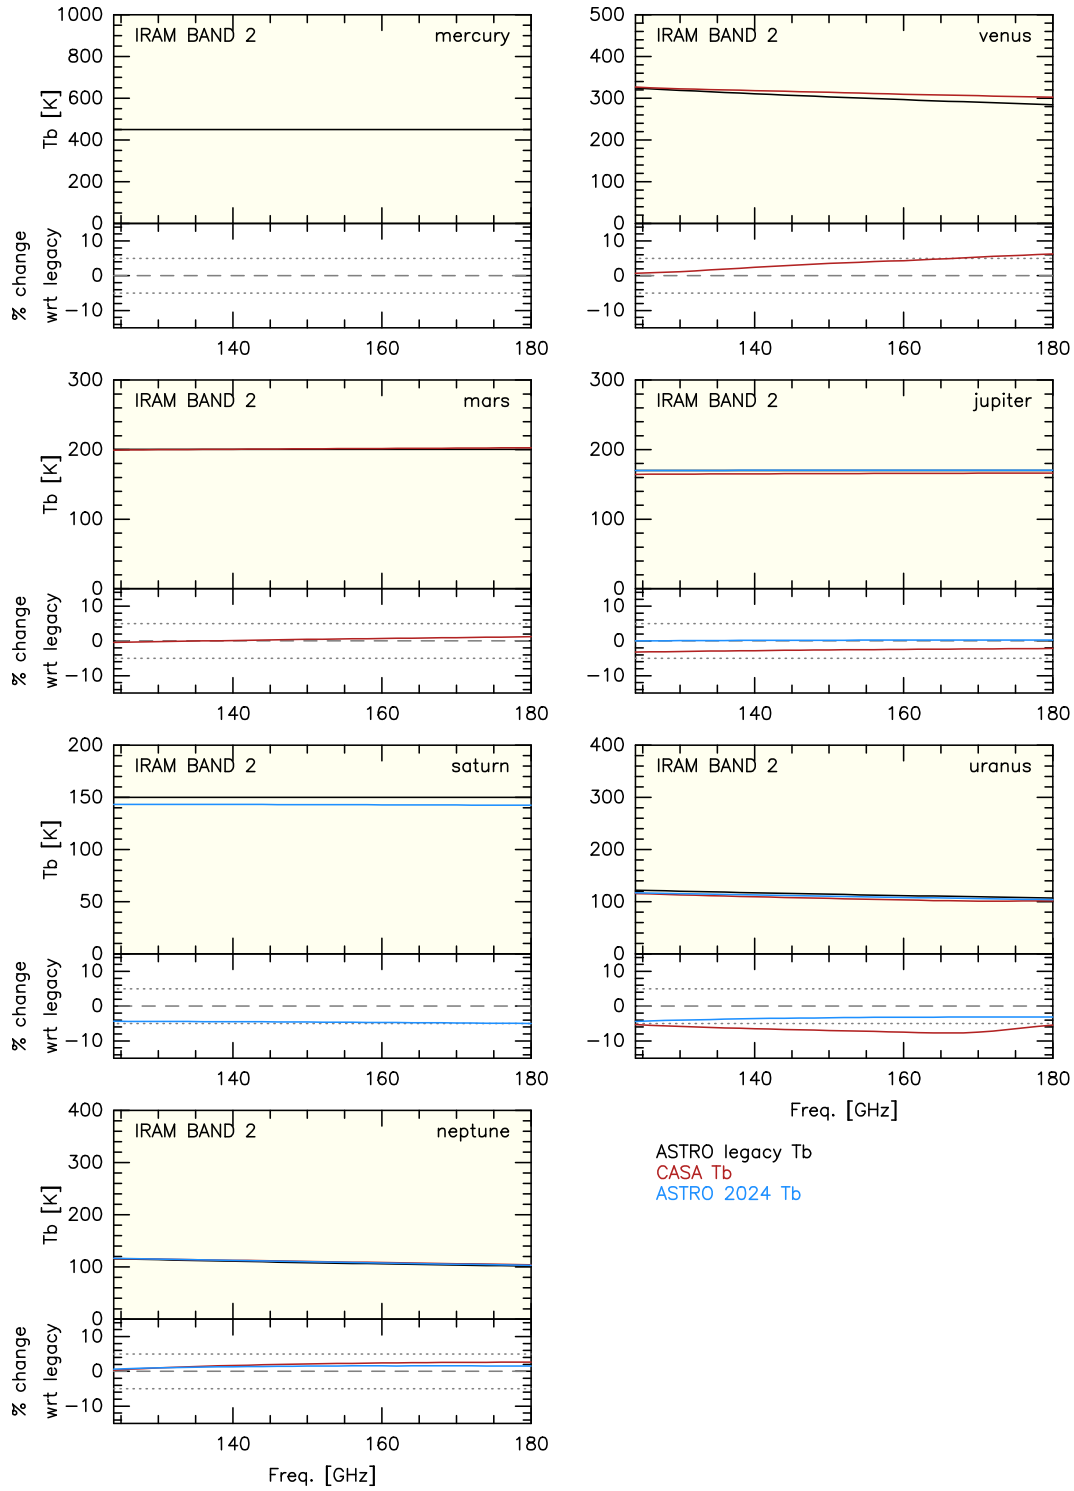 IRAM BAND 2 mercury
Tb [K]
1000
800
600
400
200
0
% change
wrt legacy
10
0
−10
140 160 180
IRAM BAND 2 venus
500
400
300
200
100
0
10
0
−10
140 160 180
IRAM BAND 2 mars
Tb [K]
300
200
100
0
% change
wrt legacy
10
0
−10
140 160 180
IRAM BAND 2 jupiter
300
200
100
0
10
0
−10
140 160 180
IRAM BAND 2 saturn
Tb [K]
200
150
100
50
0
% change
wrt legacy
10
0
−10
140 160 180
IRAM BAND 2 uranus
400
300
200
100
0
10
0
−10
140 160 180
Freq. [GHz]
IRAM BAND 2 neptune
Tb [K]
400
300
200
100
0
% change
wrt legacy
10
0
−10
140 160 180
Freq. [GHz]
ASTRO legacy Tb
CASA Tb
ASTRO 2024 Tb